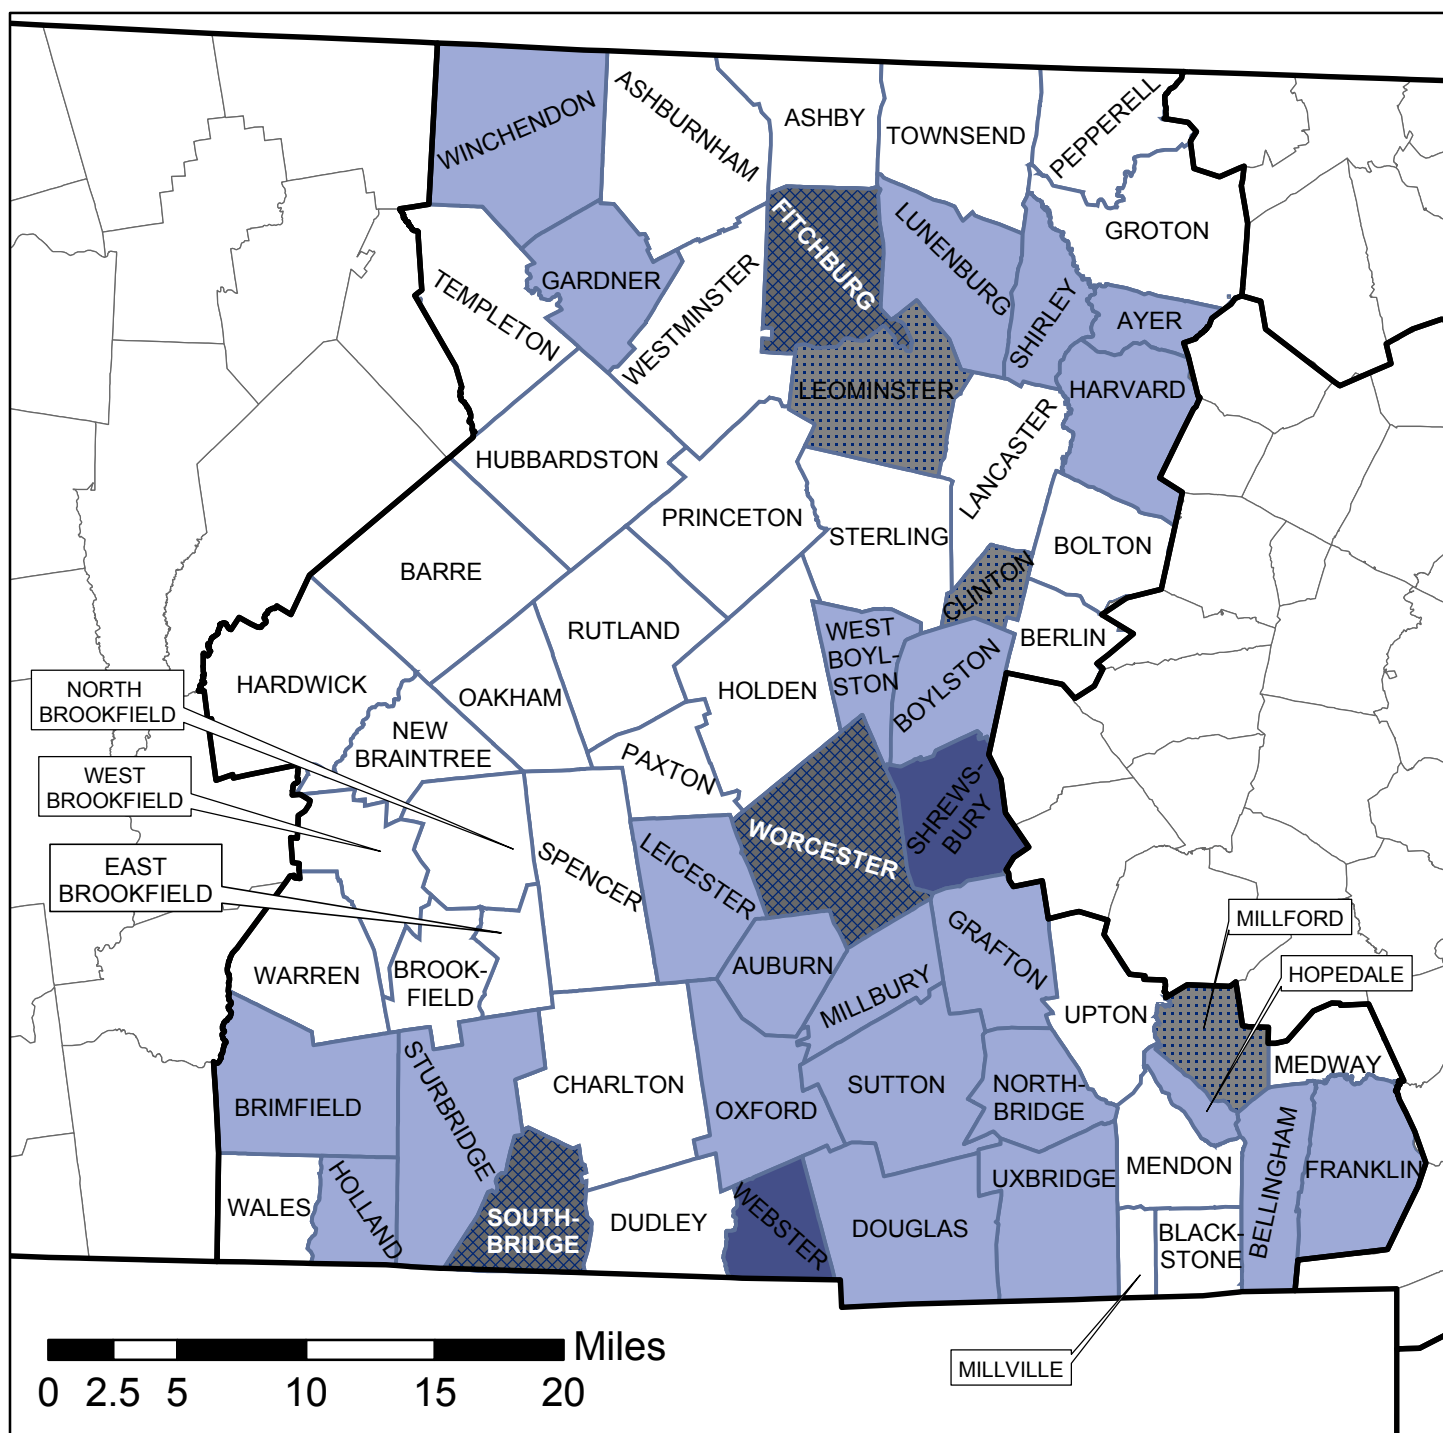 WINCHENDON
ASHBURNHAM
ASHBY
TOWNSEND
PEPPERELL
GROTON
FITCHBURG
LUNENBURG
SHIRLEY
AYER
HARVARD
GARDNER
TEMPLETON
WESTMINSTER
LEOMINSTER
LANCASTER
HUBBARDSTON
PRINCETON
STERLING
BOLTON
BARRE
CLINTON
BERLIN
RUTLAND
WEST
BOYL-
STON
BOYLSTON
HARDWICK
OAKHAM
HOLDEN
NORTH
BROOKFIELD
NEW
BRAINTREE
PAXTON
WEST
BROOKFIELD
SHREWS-
BURY
WORCESTER
EAST
BROOKFIELD
SPENCER
LEICESTER
GRAFTON
MILLFORD
WARREN
BROOK-
FIELD
AUBURN
MILLBURY
HOPEDALE
UPTON
MEDWAY
BRIMFIELD
STURBRIDGE
CHARLTON
OXFORD
SUTTON
NORTH-
BRIDGE
WALES
HOLLAND
SOUTH-
BRIDGE
DUDLEY
WEBSTER
DOUGLAS
UXBRIDGE
MENDON
BLACK-
STONE
BELLINGHAM
FRANKLIN
MILLVILLE
Miles
0 2.5 5 10 15 20